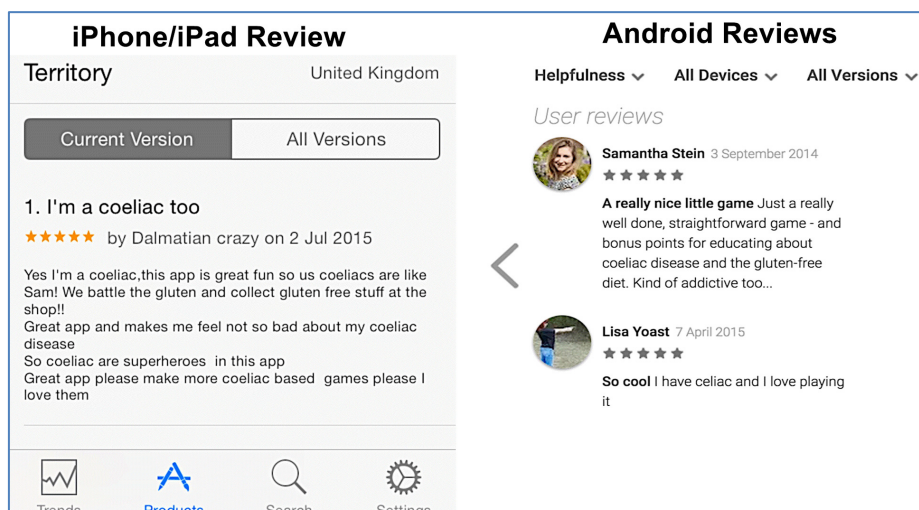 iPhone/iPad Review
Territory
United Kingdom
Current Version
All Versions
1. I'm a coeliac too
★★★★★ by Dalmatian crazy on 2 Jul 2015
Yes I'm a coeliac,this app is great fun so us coeliacs are like
Sam! We battle the gluten and collect gluten free stuff at the
shop!!
Great app and makes me feel not so bad about my coeliac
disease
So coeliac are superheroes in this app
Great app please make more coeliac based games please I
love them
Trends
Products
Search
Settings
Android Reviews
Helpfulness
All Devices
All Versions
User reviews
Samantha Stein 3 September 2014
★★★★★
A really nice little game Just a really
well done, straightforward game - and
bonus points for educating about
coeliac disease and the gluten-free
diet. Kind of addictive too...
Lisa Yoast 7 April 2015
★★★★★
So cool I have celiac and I love playing
it